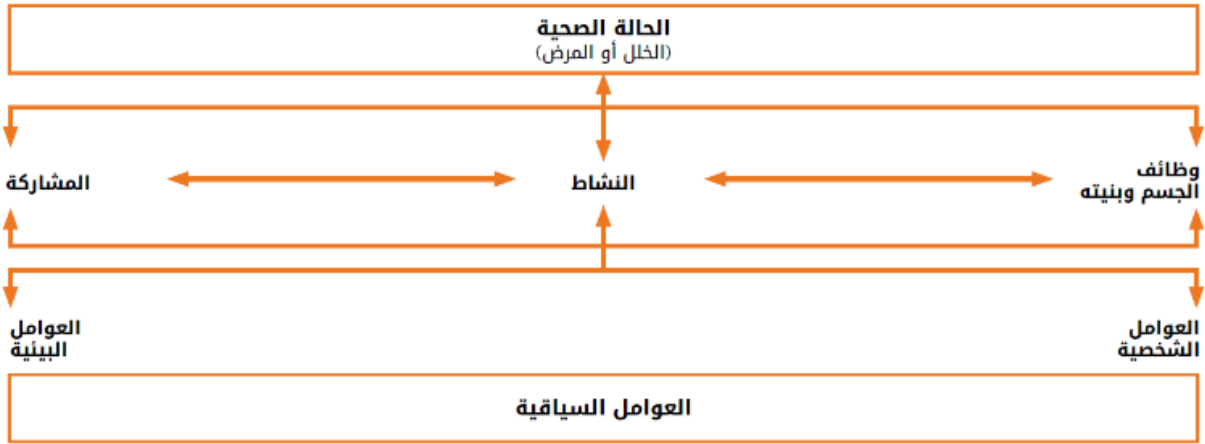 الحالة الصحية
(الخلل أو المرض)
وظائف
الجسم وبنيته
النشاط
المشاركة
العوامل
الشخصية
العوامل
البيئية
العوامل السياقية